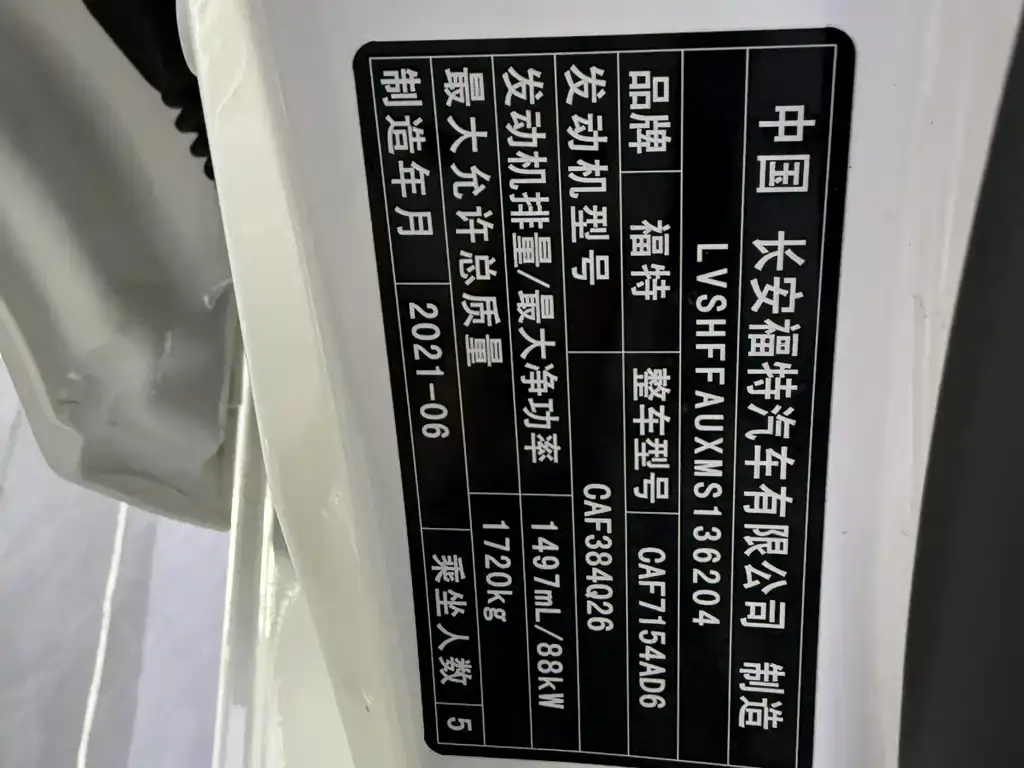 中国 长安福特汽车有限公司 制造
LVSHFFAUXMS136204
品牌 福特 整车型号 CAF7154AD6
发动机型号 CAF384Q26
发动机排量/最大净功率 1497mL/88kW
最大允许总质量 1720kg
制造年月 2021-06 乘坐人数 5